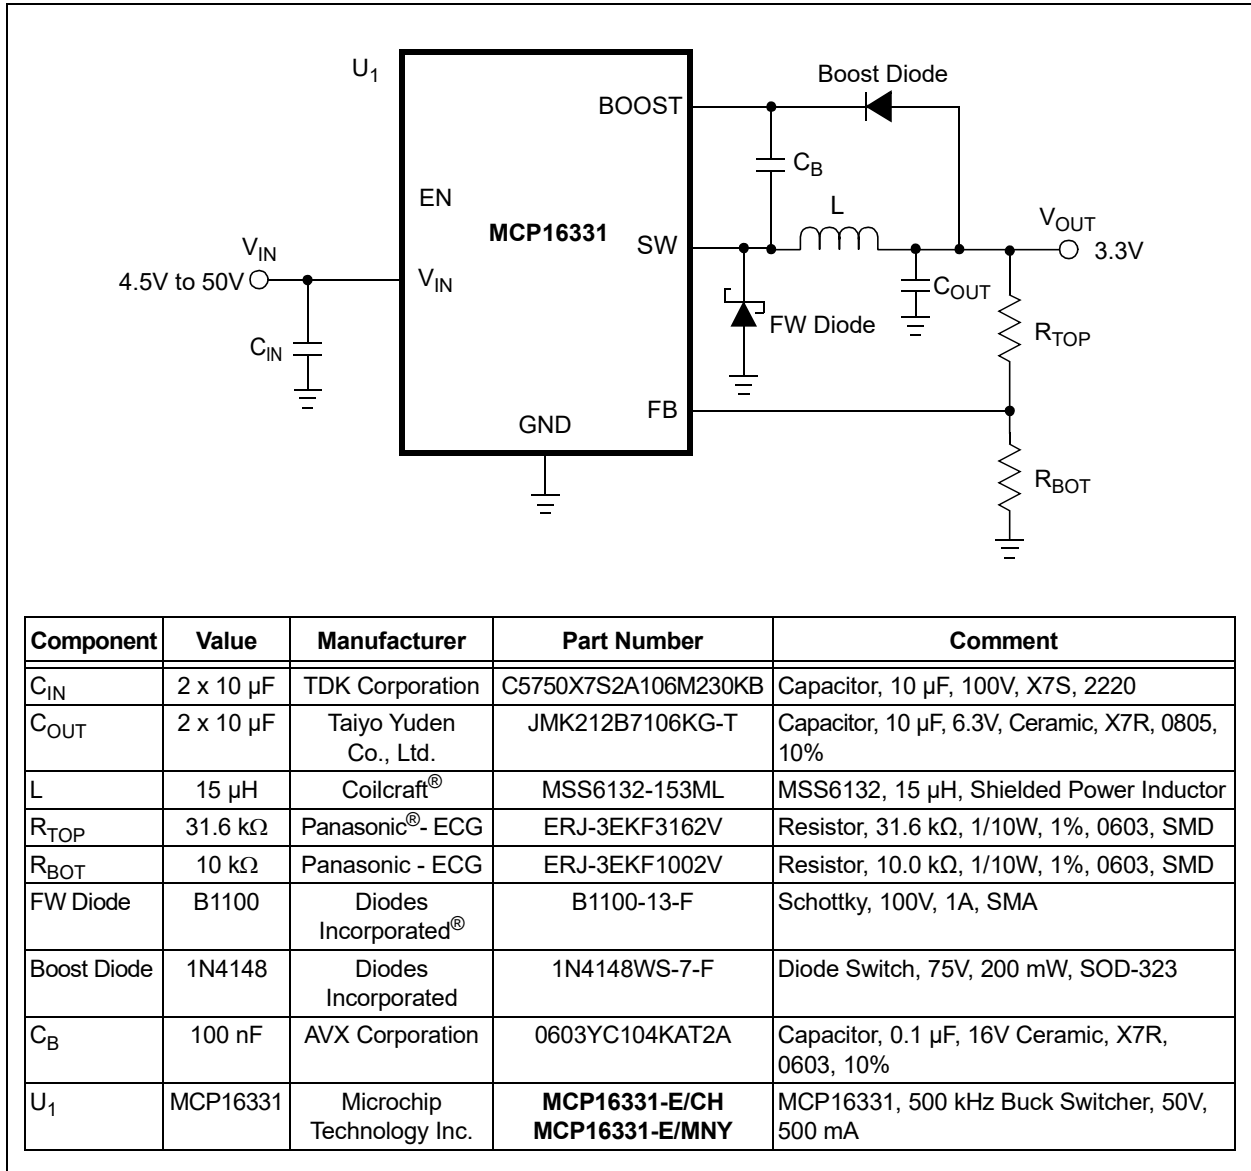 U1
BOOST
Boost Diode
CB
EN
MCP16331
SW
L
VOUT
3.3V
VIN
4.5V to 50V
VIN
COUT
FW Diode
RTOP
CIN
FB
GND
RBOT
Component Value Manufacturer Part Number Comment
CIN 2 x 10 µF TDK Corporation C5750X7S2A106M230KB Capacitor, 10 µF, 100V, X7S, 2220
COUT 2 x 10 µF Taiyo Yuden Co., Ltd. JMK212B7106KG-T Capacitor, 10 µF, 6.3V, Ceramic, X7R, 0805, 10%
L 15 µH Coilcraft® MSS6132-153ML MSS6132, 15 µH, Shielded Power Inductor
RTOP 31.6 kΩ Panasonic®- ECG ERJ-3EKF3162V Resistor, 31.6 kΩ, 1/10W, 1%, 0603, SMD
RBOT 10 kΩ Panasonic - ECG ERJ-3EKF1002V Resistor, 10.0 kΩ, 1/10W, 1%, 0603, SMD
FW Diode B1100 Diodes Incorporated® B1100-13-F Schottky, 100V, 1A, SMA
Boost Diode 1N4148 Diodes Incorporated 1N4148WS-7-F Diode Switch, 75V, 200 mW, SOD-323
CB 100 nF AVX Corporation 0603YC104KAT2A Capacitor, 0.1 µF, 16V Ceramic, X7R, 0603, 10%
U1 MCP16331 Microchip Technology Inc. MCP16331-E/CH MCP16331-E/MNY MCP16331, 500 kHz Buck Switcher, 50V, 500 mA